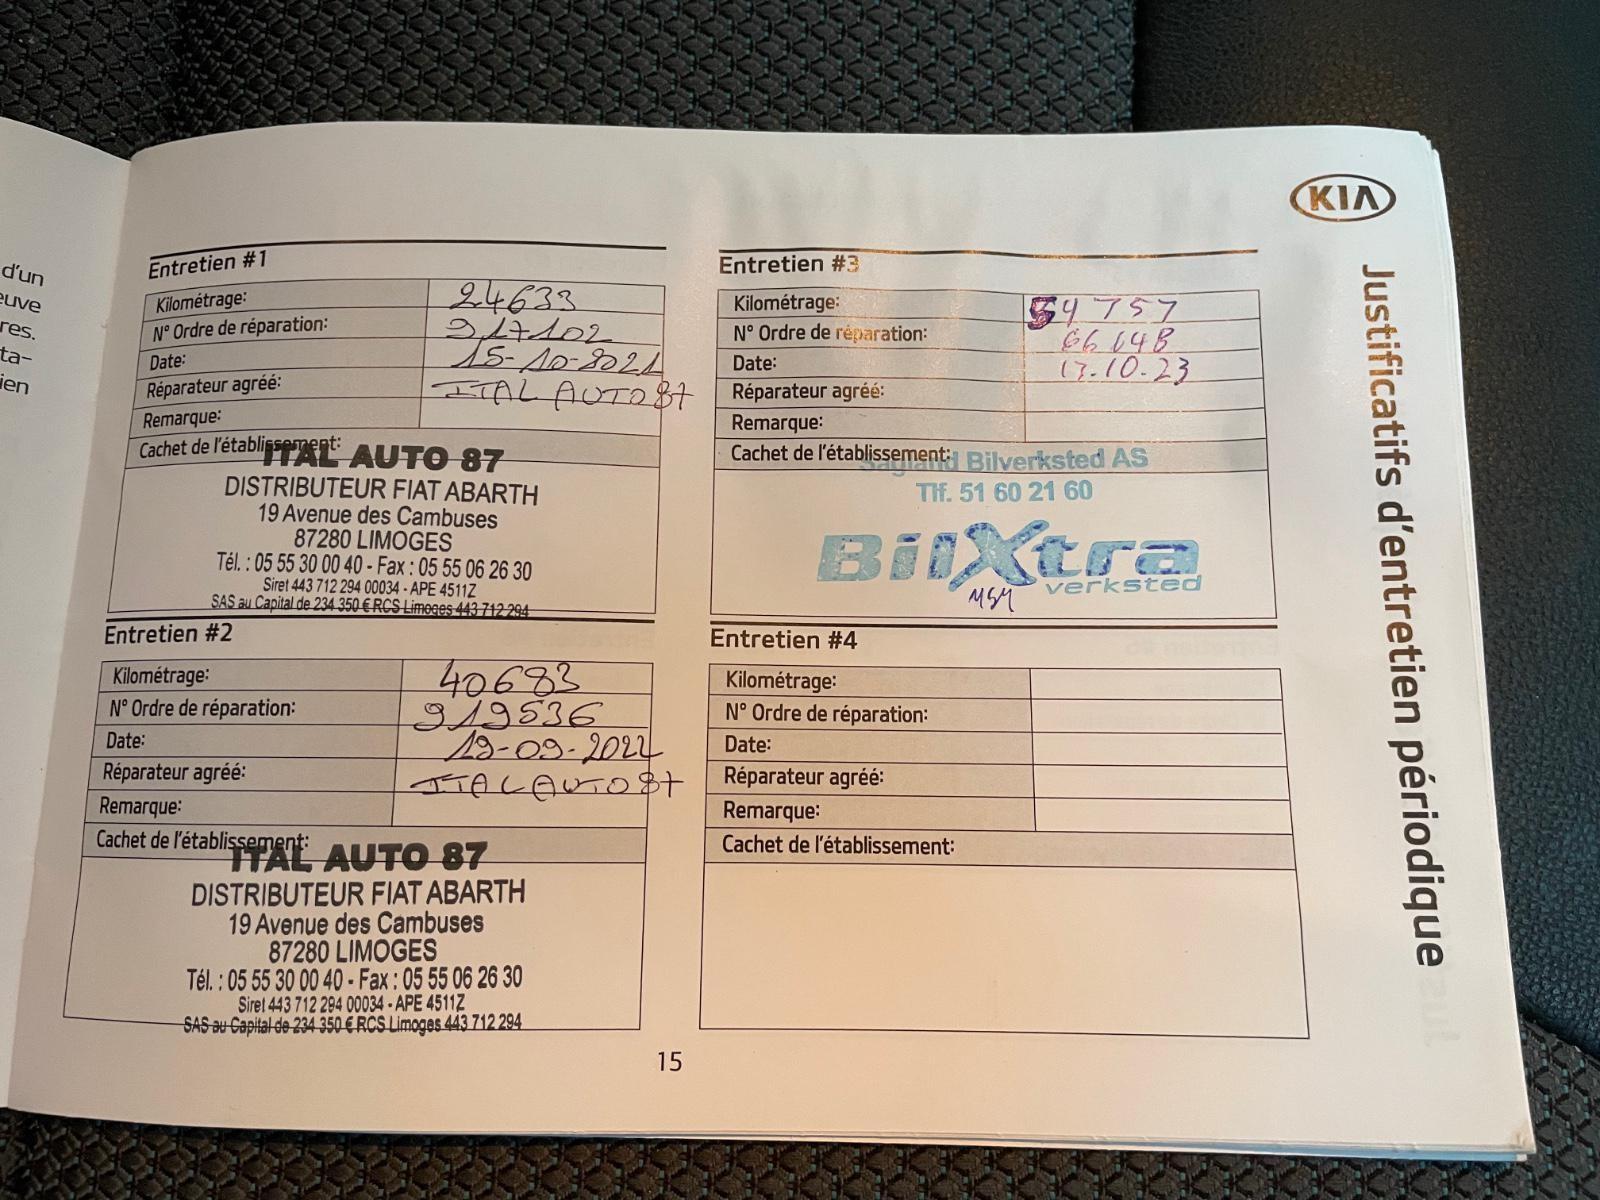 d'un
euve
res.
ta-
ien
KIA
Justificatifs d'entretien périodique
Entretien #1
Kilométrage: 24633
N° Ordre de réparation: 917102
Date: 15-10-2021
Réparateur agréé: ITAL AUTO 87
Remarque:
Cachet de l'établissement:
ITAL AUTO 87
DISTRIBUTEUR FIAT ABARTH
19 Avenue des Cambuses
87280 LIMOGES
Tél. : 05 55 30 00 40 - Fax : 05 55 06 26 30
Siret 443 712 294 00034 - APE 4511Z
SAS au Capital de 234 350 € RCS Limoges 443 712 294
Entretien #2
Kilométrage: 40683
N° Ordre de réparation: 919536
Date: 19-09-2022
Réparateur agréé: ITAL AUTO 87
Remarque:
Cachet de l'établissement:
ITAL AUTO 87
DISTRIBUTEUR FIAT ABARTH
19 Avenue des Cambuses
87280 LIMOGES
Tél. : 05 55 30 00 40 - Fax : 05 55 06 26 30
Siret 443 712 294 00034 - APE 4511Z
SAS au Capital de 234 350 € RCS Limoges 443 712 294
Entretien #3
Kilométrage: 54757
N° Ordre de réparation:
Date: 17.10.23
Réparateur agréé:
Remarque:
Cachet de l'établissement:
Sagland Bilverksted AS
Tlf. 51 60 21 60
BilXtra
verksted
Entretien #4
Kilométrage:
N° Ordre de réparation:
Date:
Réparateur agréé:
Remarque:
Cachet de l'établissement:
15